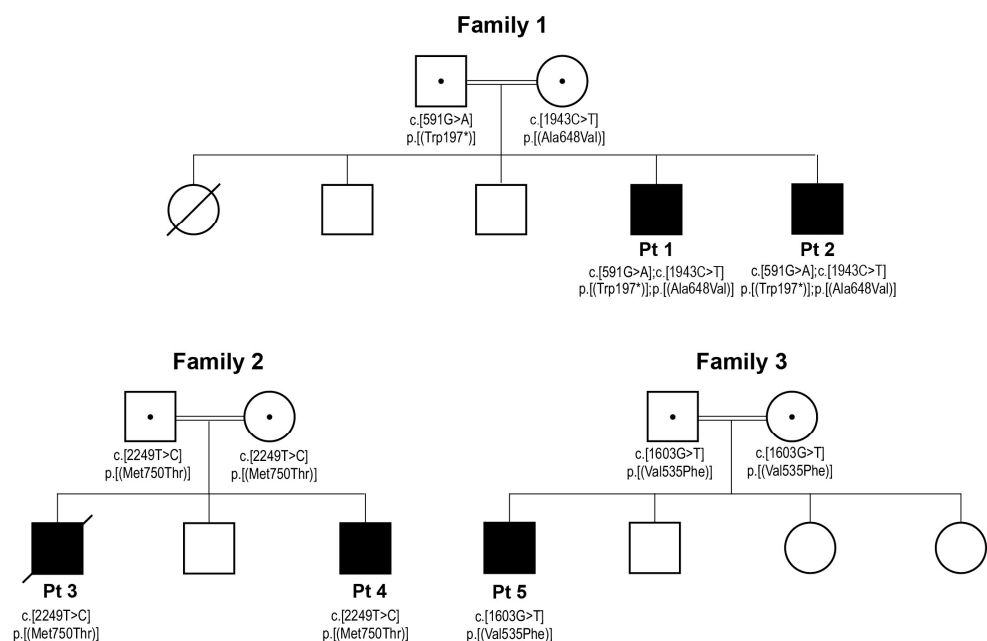 Family 1
c.[591G>A]
p.[(Trp197*)]
c.[1943C>T]
p.[(Ala648Val)]
Pt 1
c.[591G>A];c.[1943C>T]
p.[(Trp197*)];p.[(Ala648Val)]
Pt 2
c.[591G>A];c.[1943C>T]
p.[(Trp197*)];p.[(Ala648Val)]
Family 2
c.[2249T>C]
p.[(Met750Thr)]
c.[2249T>C]
p.[(Met750Thr)]
Pt 3
c.[2249T>C]
p.[(Met750Thr)]
Pt 4
c.[2249T>C]
p.[(Met750Thr)]
Family 3
c.[1603G>T]
p.[(Val535Phe)]
c.[1603G>T]
p.[(Val535Phe)]
Pt 5
c.[1603G>T]
p.[(Val535Phe)]